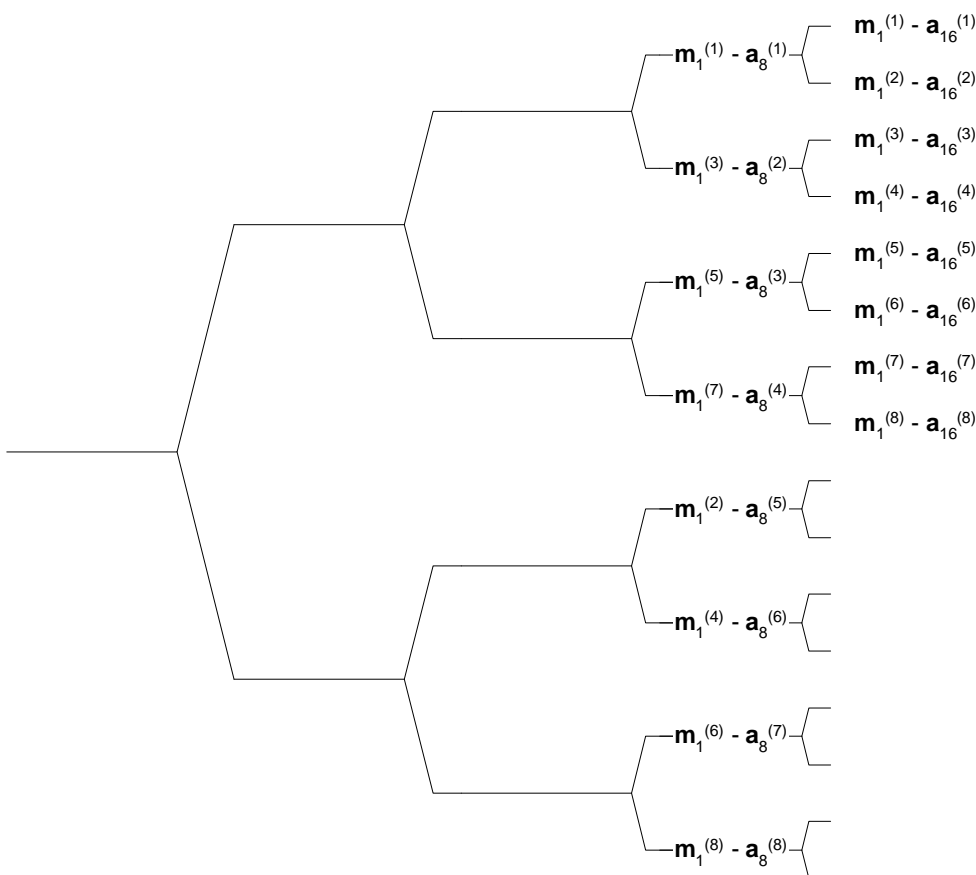 m₁⁽¹⁾ - a₁₆⁽¹⁾
m₁⁽¹⁾ - a₈⁽¹⁾
m₁⁽²⁾ - a₁₆⁽²⁾
m₁⁽³⁾ - a₁₆⁽³⁾
m₁⁽³⁾ - a₈⁽²⁾
m₁⁽⁴⁾ - a₁₆⁽⁴⁾
m₁⁽⁵⁾ - a₁₆⁽⁵⁾
m₁⁽⁵⁾ - a₈⁽³⁾
m₁⁽⁶⁾ - a₁₆⁽⁶⁾
m₁⁽⁷⁾ - a₁₆⁽⁷⁾
m₁⁽⁷⁾ - a₈⁽⁴⁾
m₁⁽⁸⁾ - a₁₆⁽⁸⁾
m₁⁽²⁾ - a₈⁽⁵⁾
m₁⁽⁴⁾ - a₈⁽⁶⁾
m₁⁽⁶⁾ - a₈⁽⁷⁾
m₁⁽⁸⁾ - a₈⁽⁸⁾